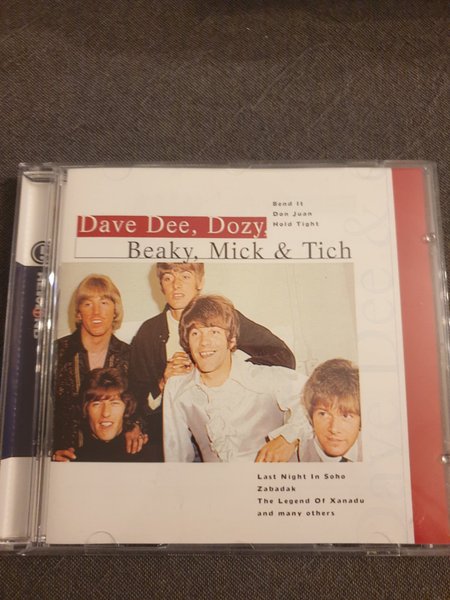 Bend It
Don Juan
Hold Tight
Dave Dee, Dozy,
Beaky, Mick & Tich
Last Night In Soho
Zabadak
The Legend Of Xanadu
and many others